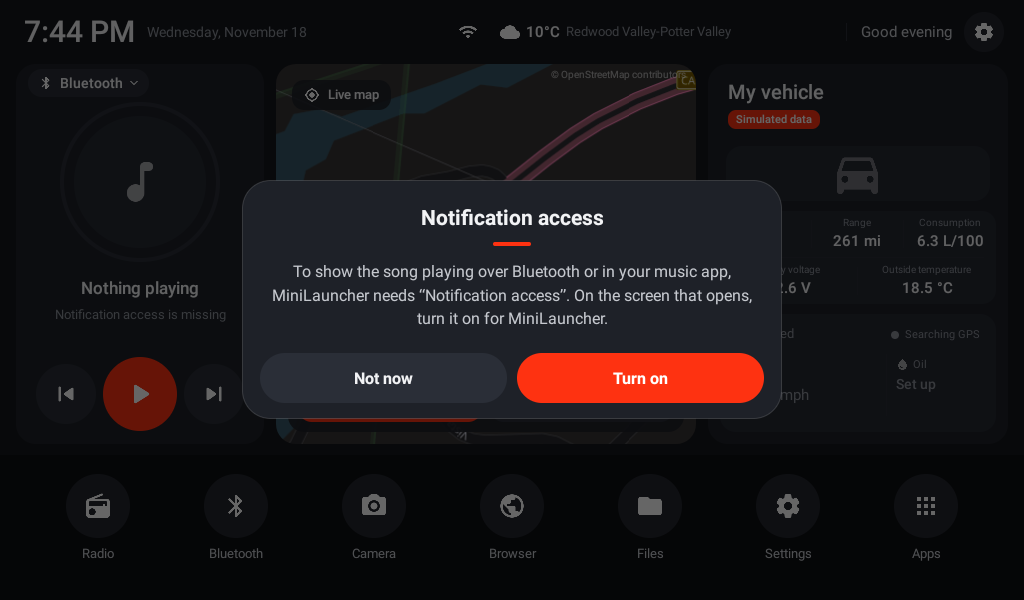 7:44 PM
Wednesday, November 18
10°C
Redwood Valley-Potter Valley
Good evening
Bluetooth
Nothing playing
Notification access is missing
Live map
© OpenStreetMap contributors
CA
My vehicle
Simulated data
Range
261 mi
Consumption
6.3 L/100
voltage
2.6 V
Outside temperature
18.5 °C
Searching GPS
Oil
Set up
mph
Notification access
To show the song playing over Bluetooth or in your music app,
MiniLauncher needs “Notification access”. On the screen that opens,
turn it on for MiniLauncher.
Not now
Turn on
Radio
Bluetooth
Camera
Browser
Files
Settings
Apps